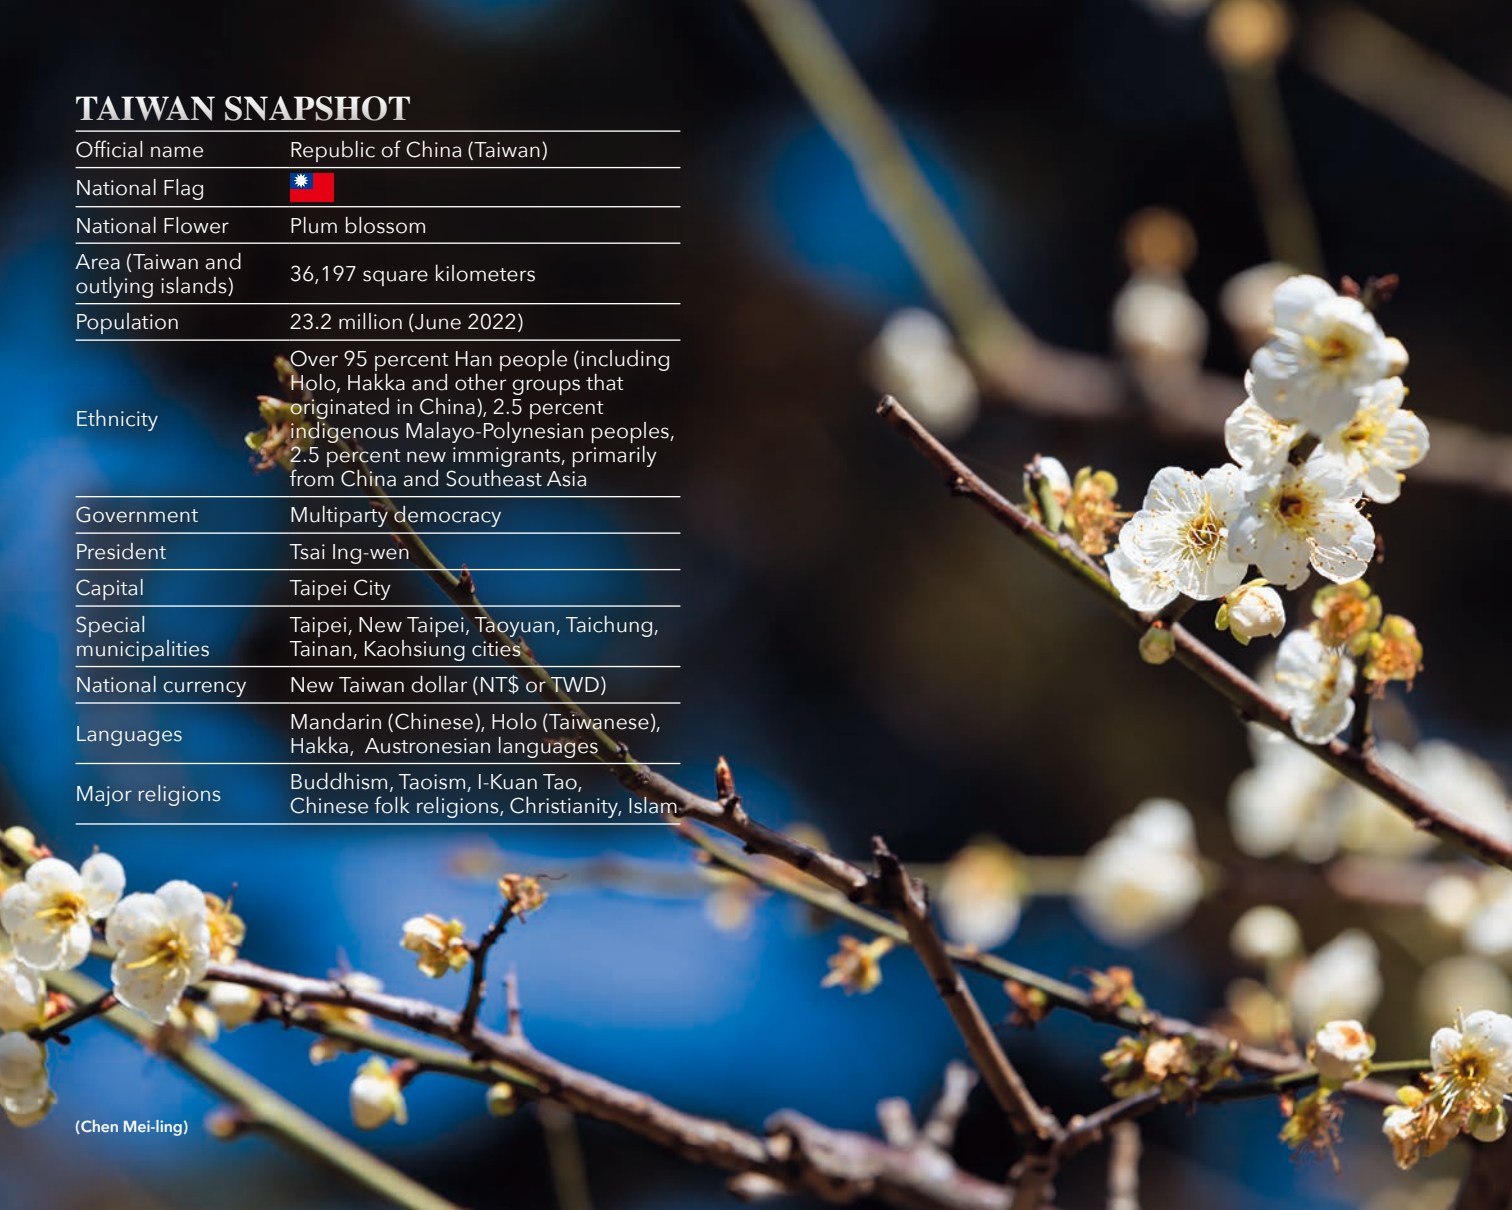 TAIWAN SNAPSHOT
Official name Republic of China (Taiwan)
National Flag
National Flower Plum blossom
Area (Taiwan and
outlying islands) 36,197 square kilometers
Population 23.2 million (June 2022)
Ethnicity
Over 95 percent Han people (including
Holo, Hakka and other groups that
originated in China), 2.5 percent
indigenous Malayo-Polynesian peoples,
2.5 percent new immigrants, primarily
from China and Southeast Asia
Government Multiparty democracy
President Tsai Ing-wen
Capital Taipei City
Special
municipalities
Taipei, New Taipei, Taoyuan, Taichung,
Tainan, Kaohsiung cities
National currency New Taiwan dollar (NT$ or TWD)
Languages
Mandarin (Chinese), Holo (Taiwanese),
Hakka,  Austronesian languages
Major religions
Buddhism, Taoism, I-Kuan Tao,
Chinese folk religions, Christianity, Islam
(Chen Mei-ling)